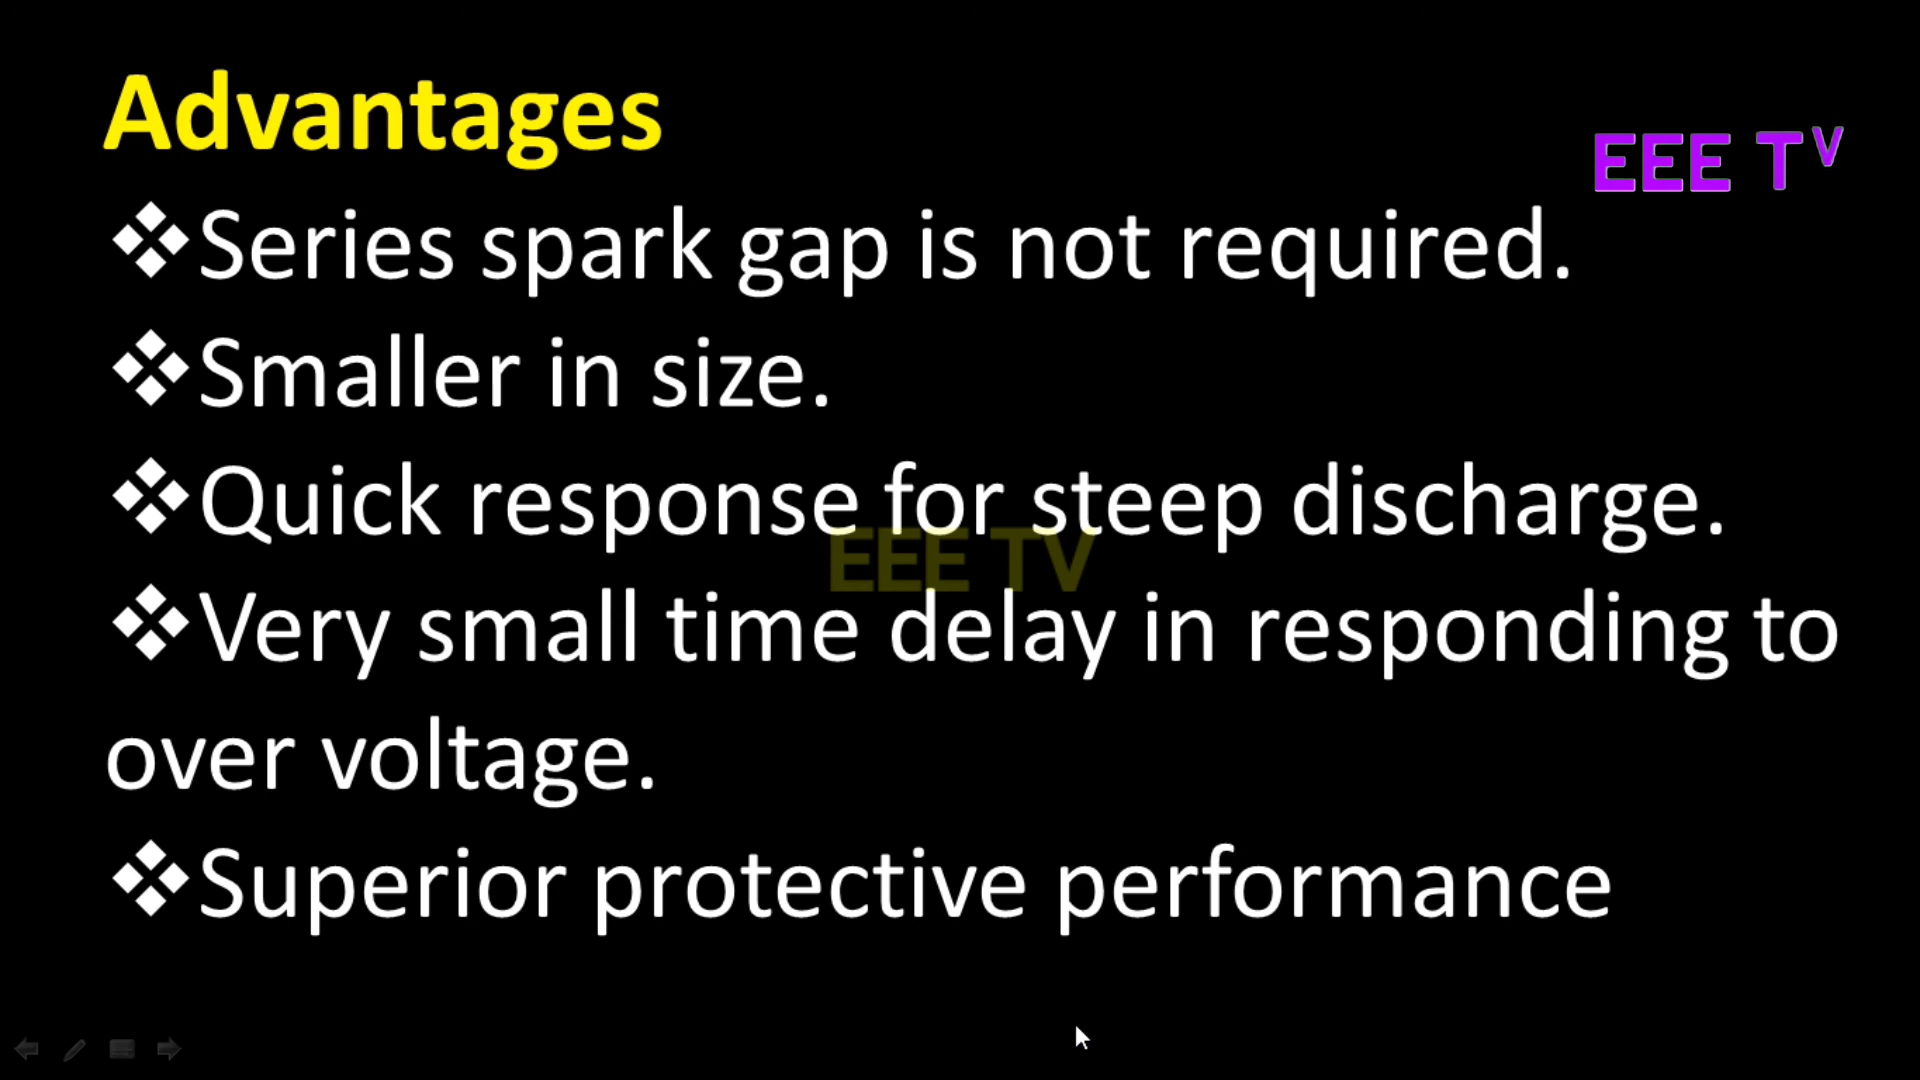 Advantages
EEE TV
❖Series spark gap is not required.
❖Smaller in size.
❖Quick response for steep discharge.
EEE TV
❖Very small time delay in responding to
over voltage.
❖Superior protective performance